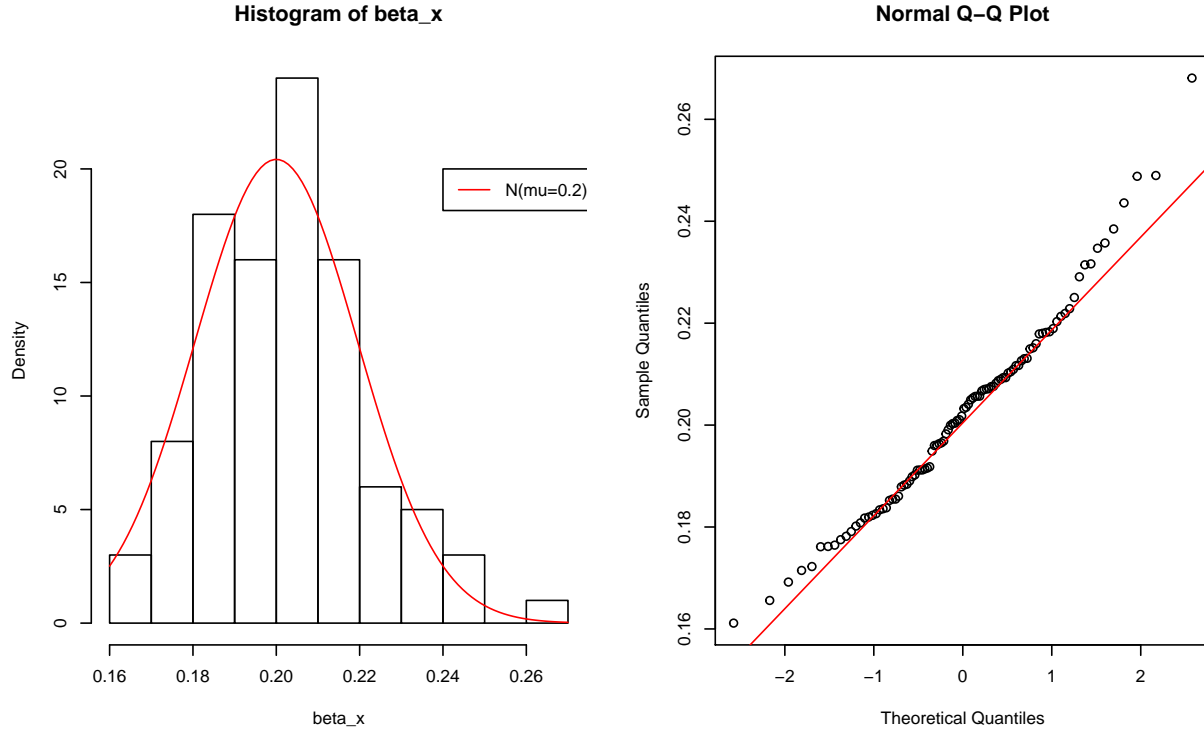 Histogram of beta_x
Density
0
5
10
15
20
N(mu=0.2)
0.16 0.18 0.20 0.22 0.24 0.26
beta_x
Normal Q−Q Plot
Sample Quantiles
0.16
0.18
0.20
0.22
0.24
0.26
−2 −1 0 1 2
Theoretical Quantiles